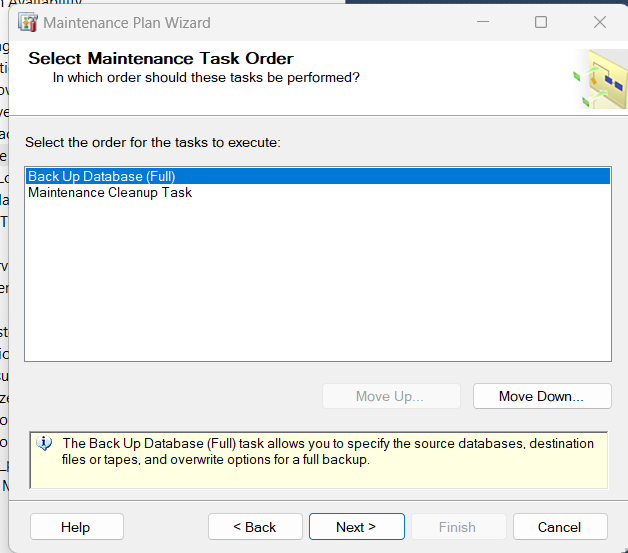 Maintenance Plan Wizard
Select Maintenance Task Order
In which order should these tasks be performed?
Select the order for the tasks to execute:
Back Up Database (Full)
Maintenance Cleanup Task
Move Up...
Move Down...
The Back Up Database (Full) task allows you to specify the source databases, destination
files or tapes, and overwrite options for a full backup.
Help
< Back
Next >
Finish
Cancel